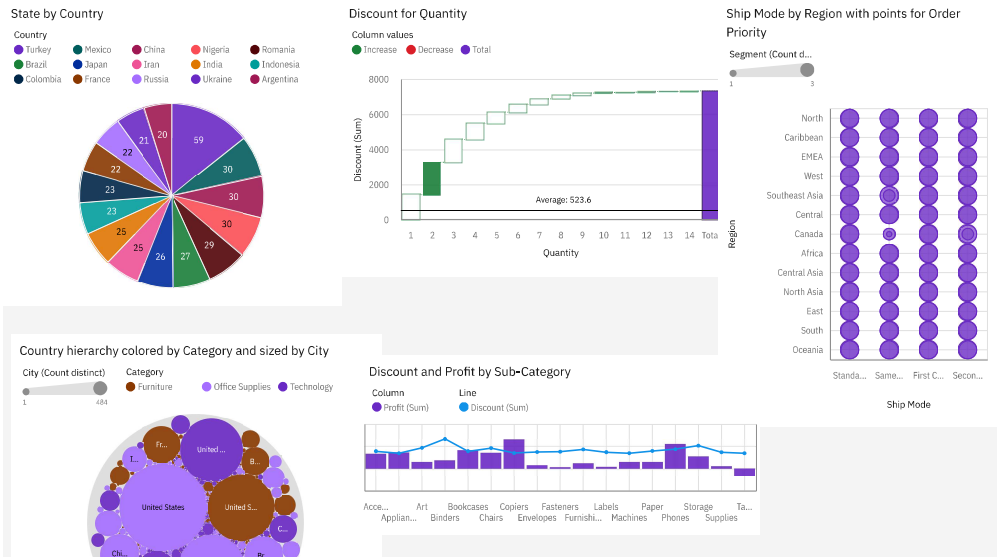 State by Country
Country
Turkey Mexico China Nigeria Romania
Brazil Japan Iran India Indonesia
Colombia France Russia Ukraine Argentina
59
30
30
30
29
27
26
25
25
23
23
22
22
21
20
Discount for Quantity
Column values
Increase Decrease Total
Discount (Sum)
8000
6000
4000
2000
0
Average: 523.6
1 2 3 4 5 6 7 8 9 10 11 12 13 14 Tota
Quantity
Ship Mode by Region with points for Order
Priority
Segment (Count d...
1 3
Region
North
Caribbean
EMEA
West
Southeast Asia
Central
Canada
Africa
Central Asia
North Asia
East
South
Oceania
Standa... Same... First C... Secon...
Ship Mode
Country hierarchy colored by Category and sized by City
City (Count distinct) Category
Furniture Office Supplies Technology
1 484
Fr...
United ...
T...
B...
United States
United S...
C...
Chi...
Br...
Discount and Profit by Sub-Category
Column Line
Profit (Sum) Discount (Sum)
Acce... Art Bookcases Copiers Fasteners Labels Paper Storage Ta...
Applian... Binders Chairs Envelopes Furnishi... Machines Phones Supplies